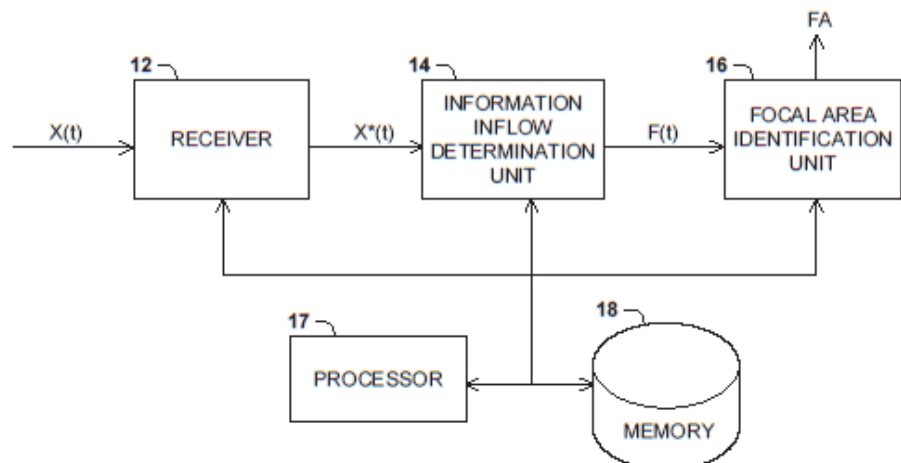 FA
12
14
16
X(t)
RECEIVER
X*(t)
INFORMATION
INFLOW
DETERMINATION
UNIT
F(t)
FOCAL AREA
IDENTIFICATION
UNIT
17
18
PROCESSOR
MEMORY